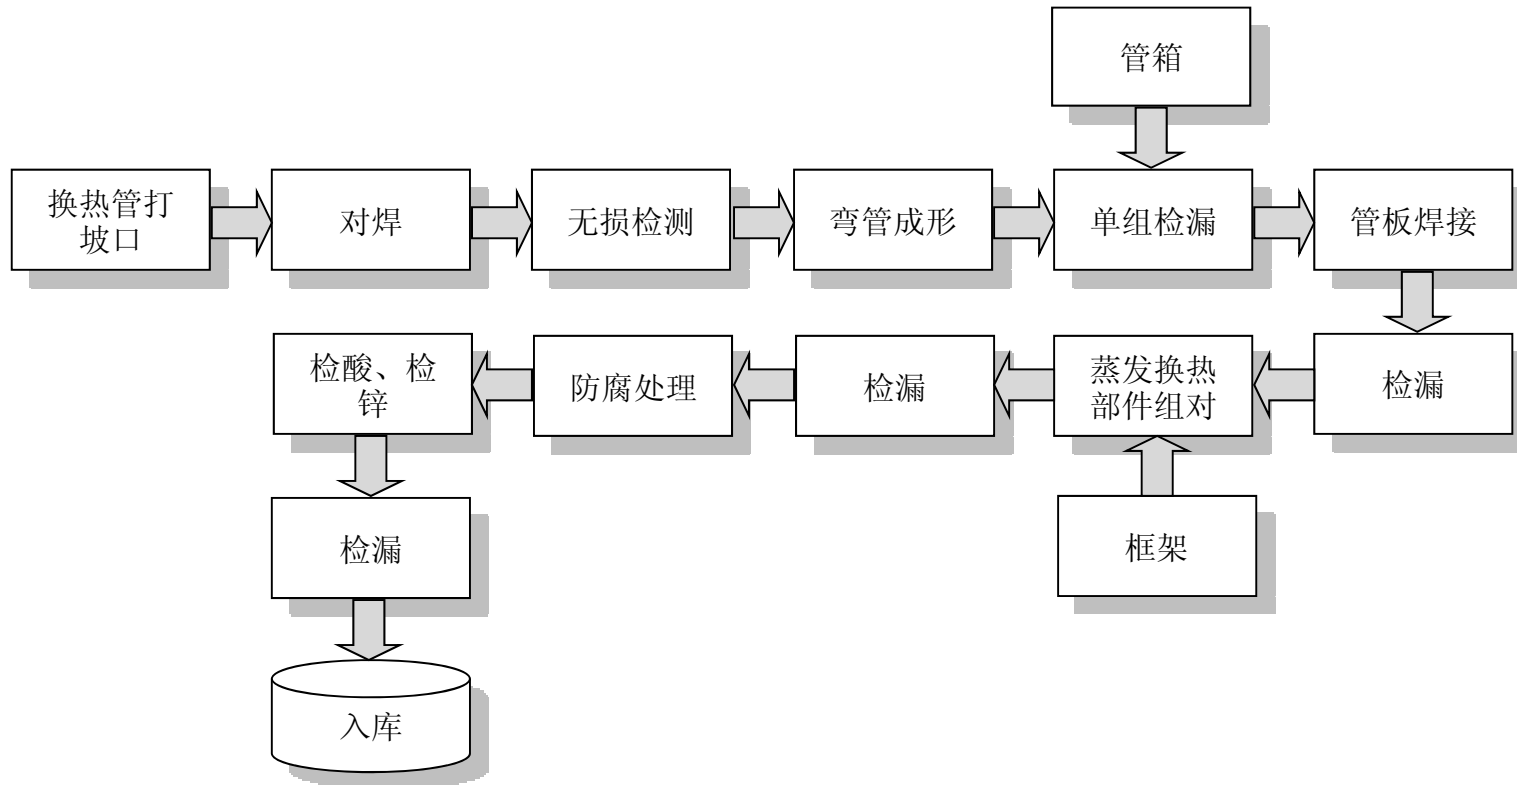 管箱
换热管打
坡口
对焊
无损检测
弯管成形
单组检漏
管板焊接
检酸、检
锌
防腐处理
检漏
蒸发换热
部件组对
检漏
检漏
框架
入库